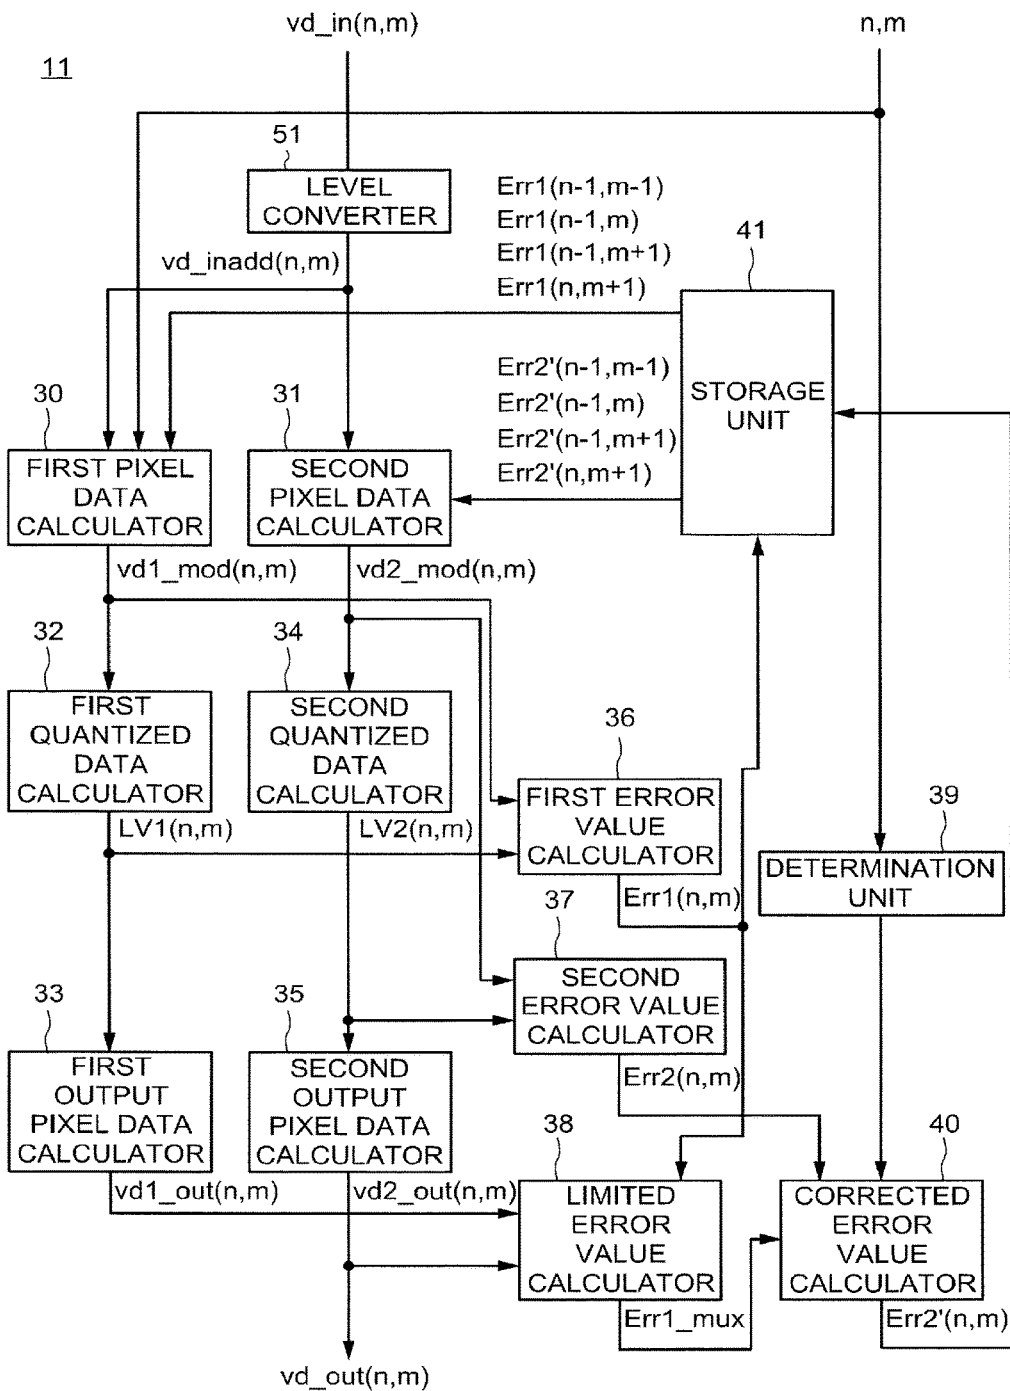 vd_in(n,m)
n,m
11
51
LEVEL
CONVERTER
Err1(n-1,m-1)
Err1(n-1,m)
Err1(n-1,m+1)
Err1(n,m+1)
41
vd_inadd(n,m)
Err2'(n-1,m-1)
Err2'(n-1,m)
Err2'(n-1,m+1)
Err2'(n,m+1)
STORAGE
UNIT
30
FIRST PIXEL
DATA
CALCULATOR
31
SECOND
PIXEL DATA
CALCULATOR
vd1_mod(n,m)
vd2_mod(n,m)
32
FIRST
QUANTIZED
DATA
CALCULATOR
34
SECOND
QUANTIZED
DATA
CALCULATOR
36
FIRST ERROR
VALUE
CALCULATOR
39
DETERMINATION
UNIT
LV1(n,m)
LV2(n,m)
Err1(n,m)
37
SECOND
ERROR VALUE
CALCULATOR
33
FIRST
OUTPUT
PIXEL DATA
CALCULATOR
35
SECOND
OUTPUT
PIXEL DATA
CALCULATOR
Err2(n,m)
38
LIMITED
ERROR
VALUE
CALCULATOR
40
CORRECTED
ERROR
VALUE
CALCULATOR
vd1_out(n,m)
vd2_out(n,m)
Err1_mux
Err2'(n,m)
vd_out(n,m)